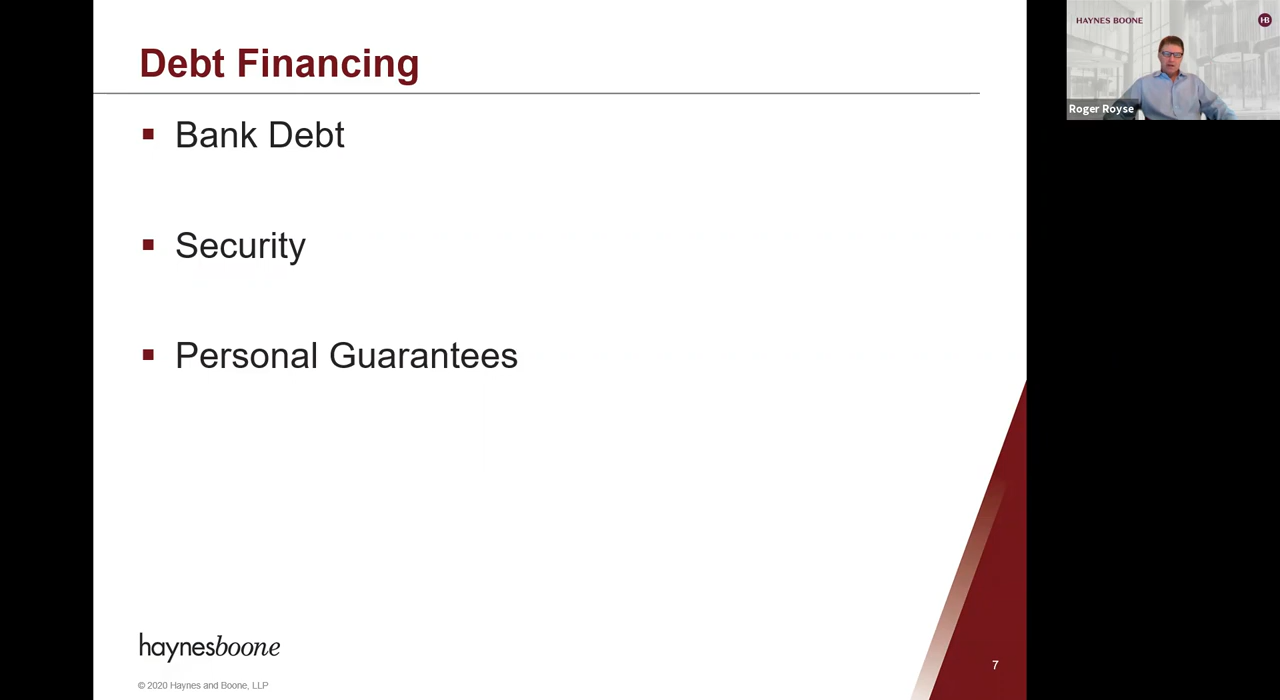 Debt Financing
Bank Debt
Security
Personal Guarantees
haynesboone
© 2020 Haynes and Boone, LLP
7
HAYNES BOONE
HB
Roger Royse